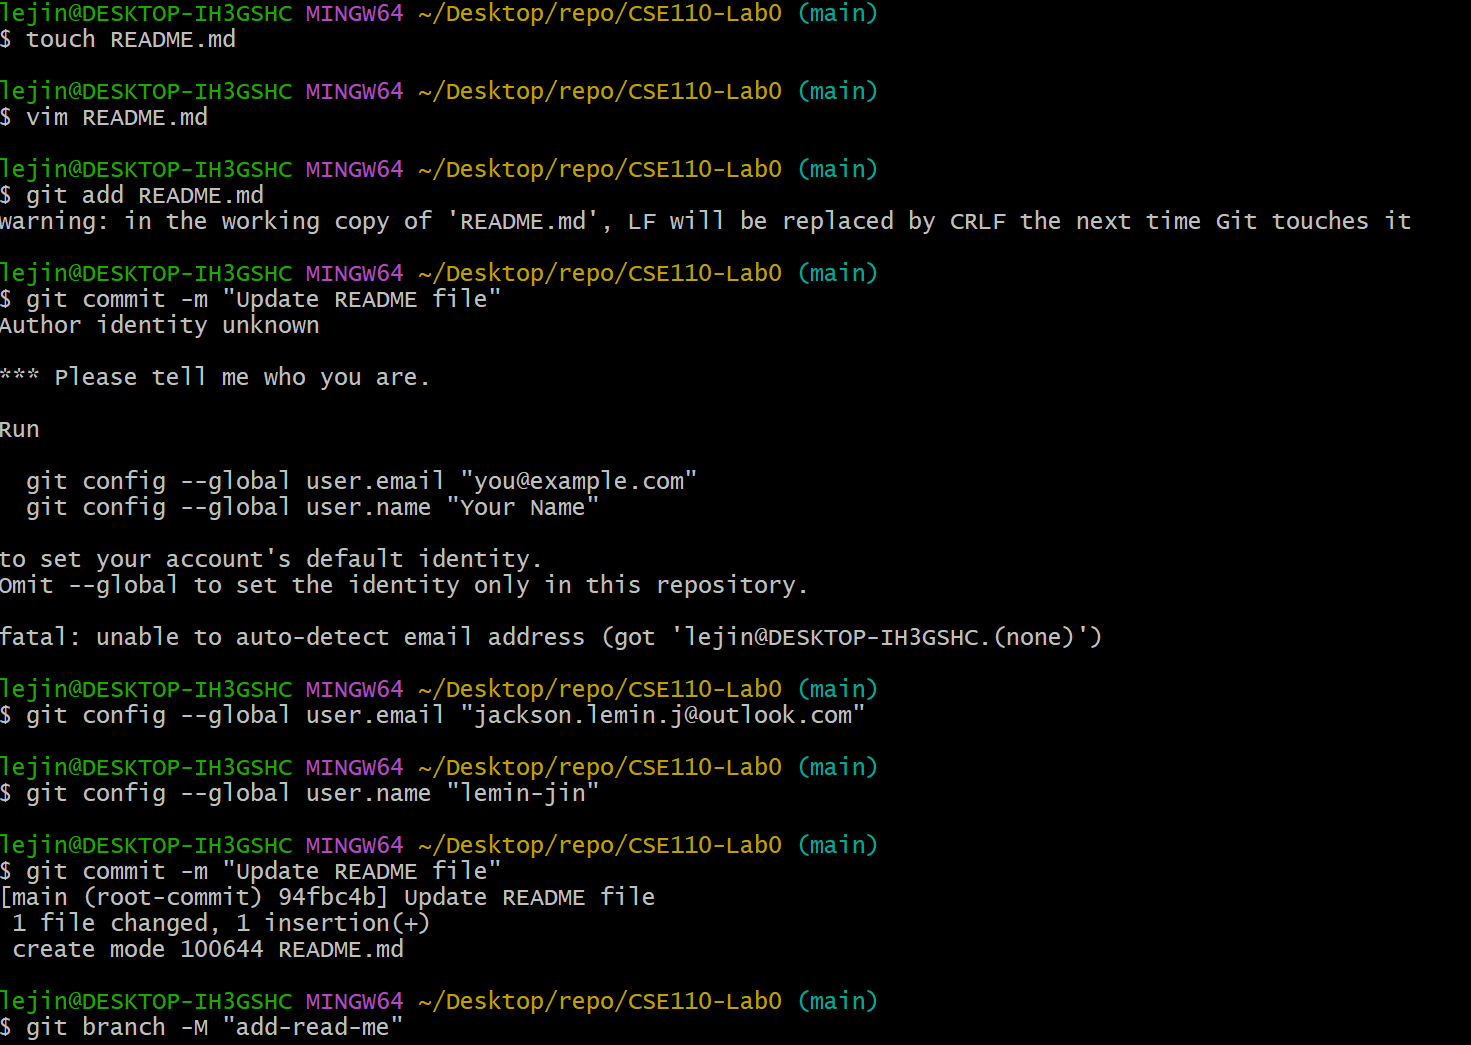 lejin@DESKTOP-IH3GSHC MINGW64 ~/Desktop/repo/CSE110-Lab0 (main)
$ touch README.md
lejin@DESKTOP-IH3GSHC MINGW64 ~/Desktop/repo/CSE110-Lab0 (main)
$ vim README.md
lejin@DESKTOP-IH3GSHC MINGW64 ~/Desktop/repo/CSE110-Lab0 (main)
$ git add README.md
warning: in the working copy of 'README.md', LF will be replaced by CRLF the next time Git touches it
lejin@DESKTOP-IH3GSHC MINGW64 ~/Desktop/repo/CSE110-Lab0 (main)
$ git commit -m "Update README file"
Author identity unknown
*** Please tell me who you are.
Run
git config --global user.email "you@example.com"
git config --global user.name "Your Name"
to set your account's default identity.
Omit --global to set the identity only in this repository.
fatal: unable to auto-detect email address (got 'lejin@DESKTOP-IH3GSHC.(none)')
lejin@DESKTOP-IH3GSHC MINGW64 ~/Desktop/repo/CSE110-Lab0 (main)
$ git config --global user.email "jackson.lemin.j@outlook.com"
lejin@DESKTOP-IH3GSHC MINGW64 ~/Desktop/repo/CSE110-Lab0 (main)
$ git config --global user.name "lemin-jin"
lejin@DESKTOP-IH3GSHC MINGW64 ~/Desktop/repo/CSE110-Lab0 (main)
$ git commit -m "Update README file"
[main (root-commit) 94fbc4b] Update README file
1 file changed, 1 insertion(+)
create mode 100644 README.md
lejin@DESKTOP-IH3GSHC MINGW64 ~/Desktop/repo/CSE110-Lab0 (main)
$ git branch -M "add-read-me"